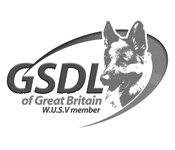 GSDL
of Great Britain
W.U.S.V member